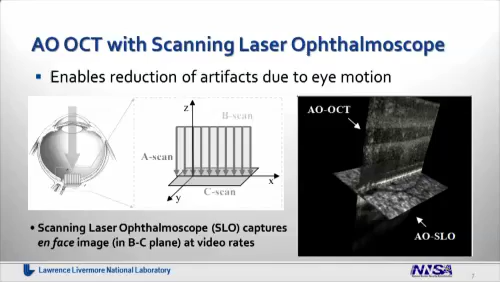 AO OCT with Scanning Laser Ophthalmoscope
▪ Enables reduction of artifacts due to eye motion
z
B-scan
A-scan
C-scan
x
y
AO-OCT
AO-SLO
• Scanning Laser Ophthalmoscope (SLO) captures
en face image (in B-C plane) at video rates
Lawrence Livermore National Laboratory
NNSA
7